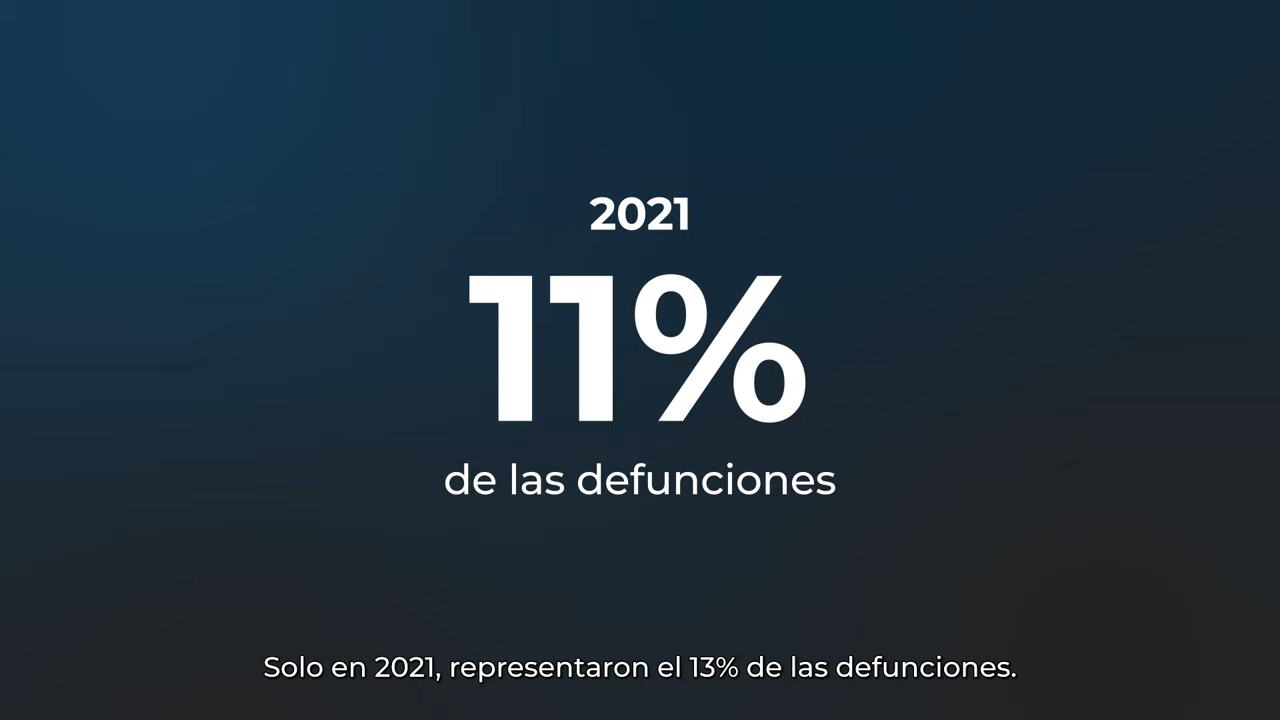 2021
11%
de las defunciones
Solo en 2021, representaron el 13% de las defunciones.